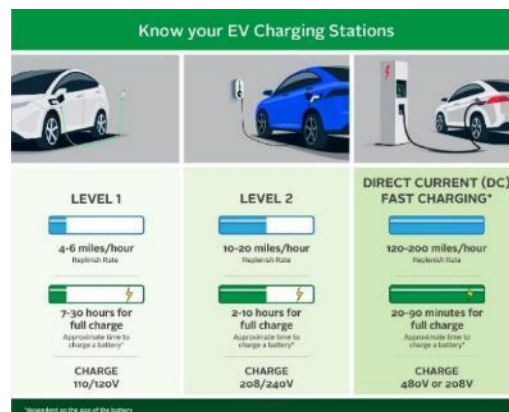 Know your EV Charging Stations
LEVEL 1
4-6 miles/hour
Replenish Rate
7-30 hours for
full charge
Approximate time to
charge a battery*
CHARGE
110/120V
LEVEL 2
10-20 miles/hour
Replenish Rate
2-10 hours for
full charge
Approximate time to
charge a battery*
CHARGE
208/240V
DIRECT CURRENT (DC)
FAST CHARGING*
120-200 miles/hour
Replenish Rate
20-90 minutes for
full charge
Approximate time to
charge a battery*
CHARGE
480V or 208V
*dependent on the size of the battery